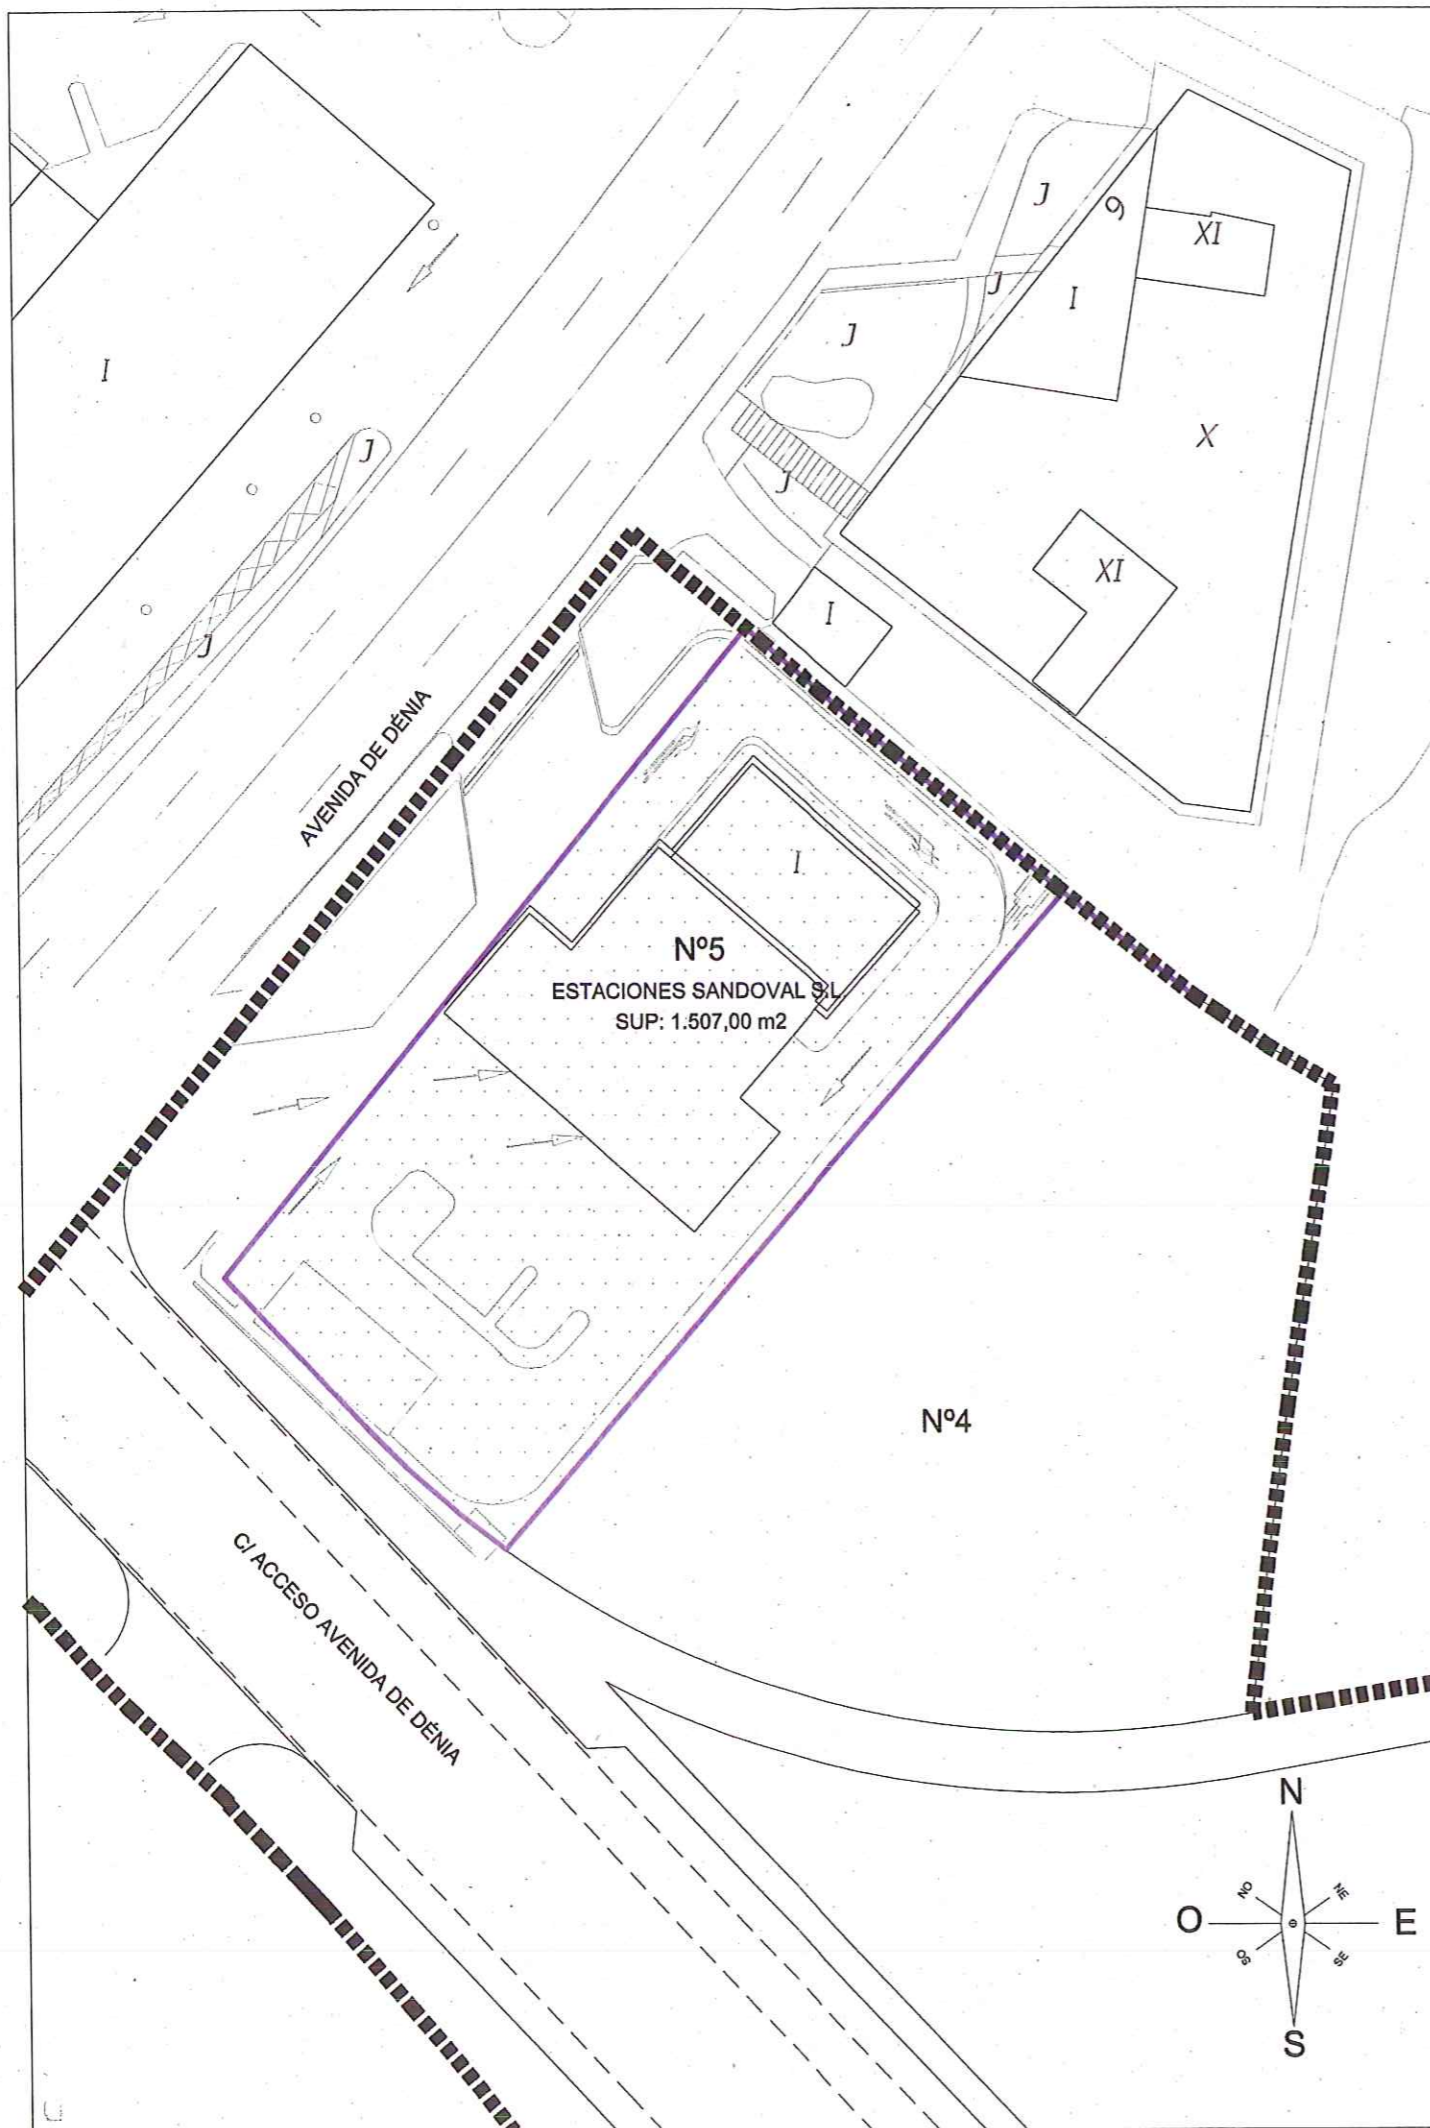 J
9
XI
J
I
J
I
X
J
J
XI
I
J
AVENIDA DE DÉNIA
I
Nº5
ESTACIONES SANDOVAL S.L.
SUP: 1.507,00 m2
Nº4
C/ ACCESO AVENIDA DE DÉNIA
N
NO
NE
O
E
SO
SE
S